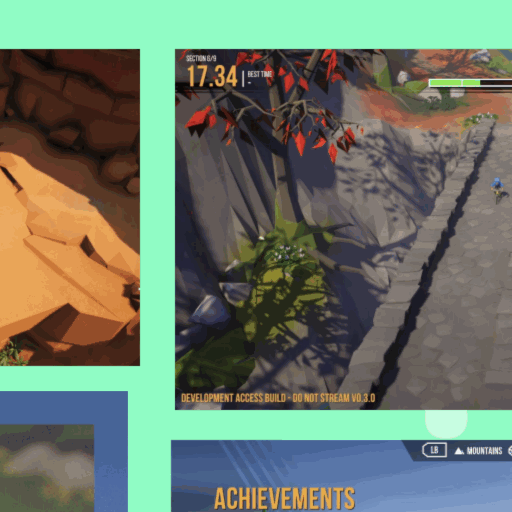 SECTION 6/9
17.34
BEST TIME
-
DEVELOPMENT ACCESS BUILD - DO NOT STREAM V0.3.0
LB
MOUNTAINS
ACHIEVEMENTS